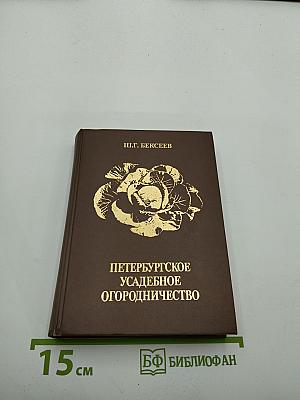 Ш.Г. БЕКСЕЕВ
ПЕТЕРБУРГСКОЕ
УСАДЕБНОЕ
ОГОРОДНИЧЕСТВО
15 см
БФ БИБЛИОФАН